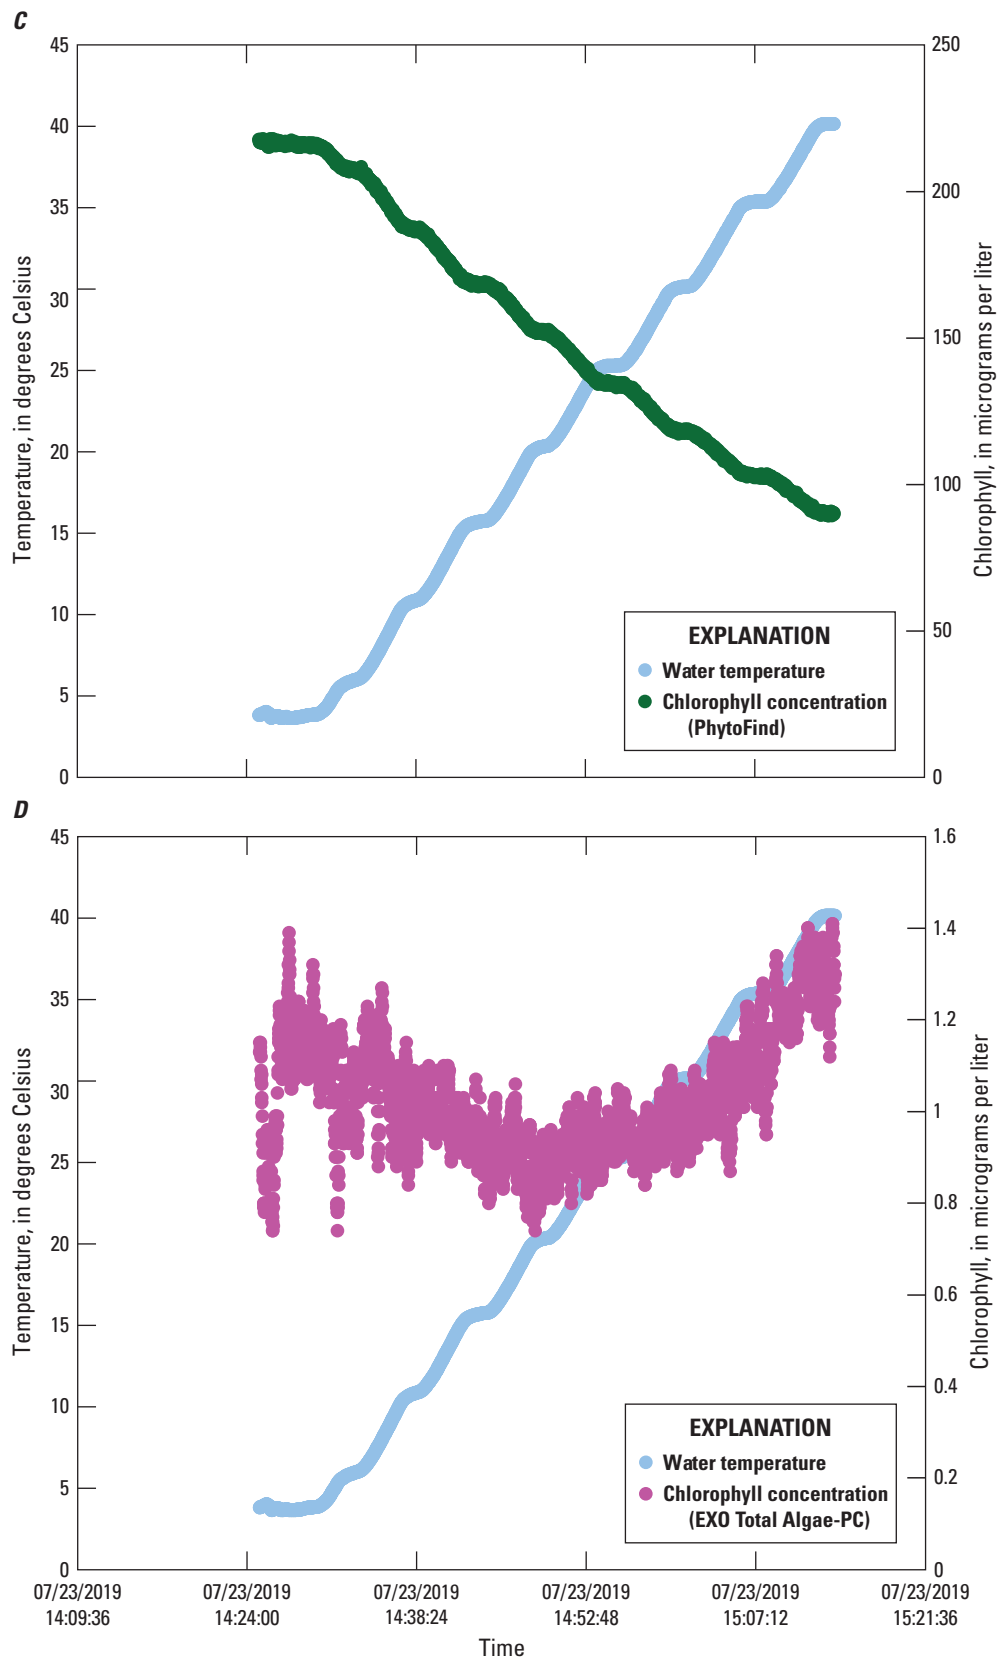 C
45
40
35
30
25
20
15
10
5
0
Temperature, in degrees Celsius
250
200
150
100
50
0
Chlorophyll, in micrograms per liter
EXPLANATION
Water temperature
Chlorophyll concentration
(PhytoFind)
D
45
40
35
30
25
20
15
10
5
0
Temperature, in degrees Celsius
1.6
1.4
1.2
1
0.8
0.6
0.4
0.2
0
Chlorophyll, in micrograms per liter
EXPLANATION
Water temperature
Chlorophyll concentration
(EXO Total Algae-PC)
07/23/2019 07/23/2019 07/23/2019 07/23/2019 07/23/2019 07/23/2019
14:09:36 14:24:00 14:38:24 14:52:48 15:07:12 15:21:36
Time